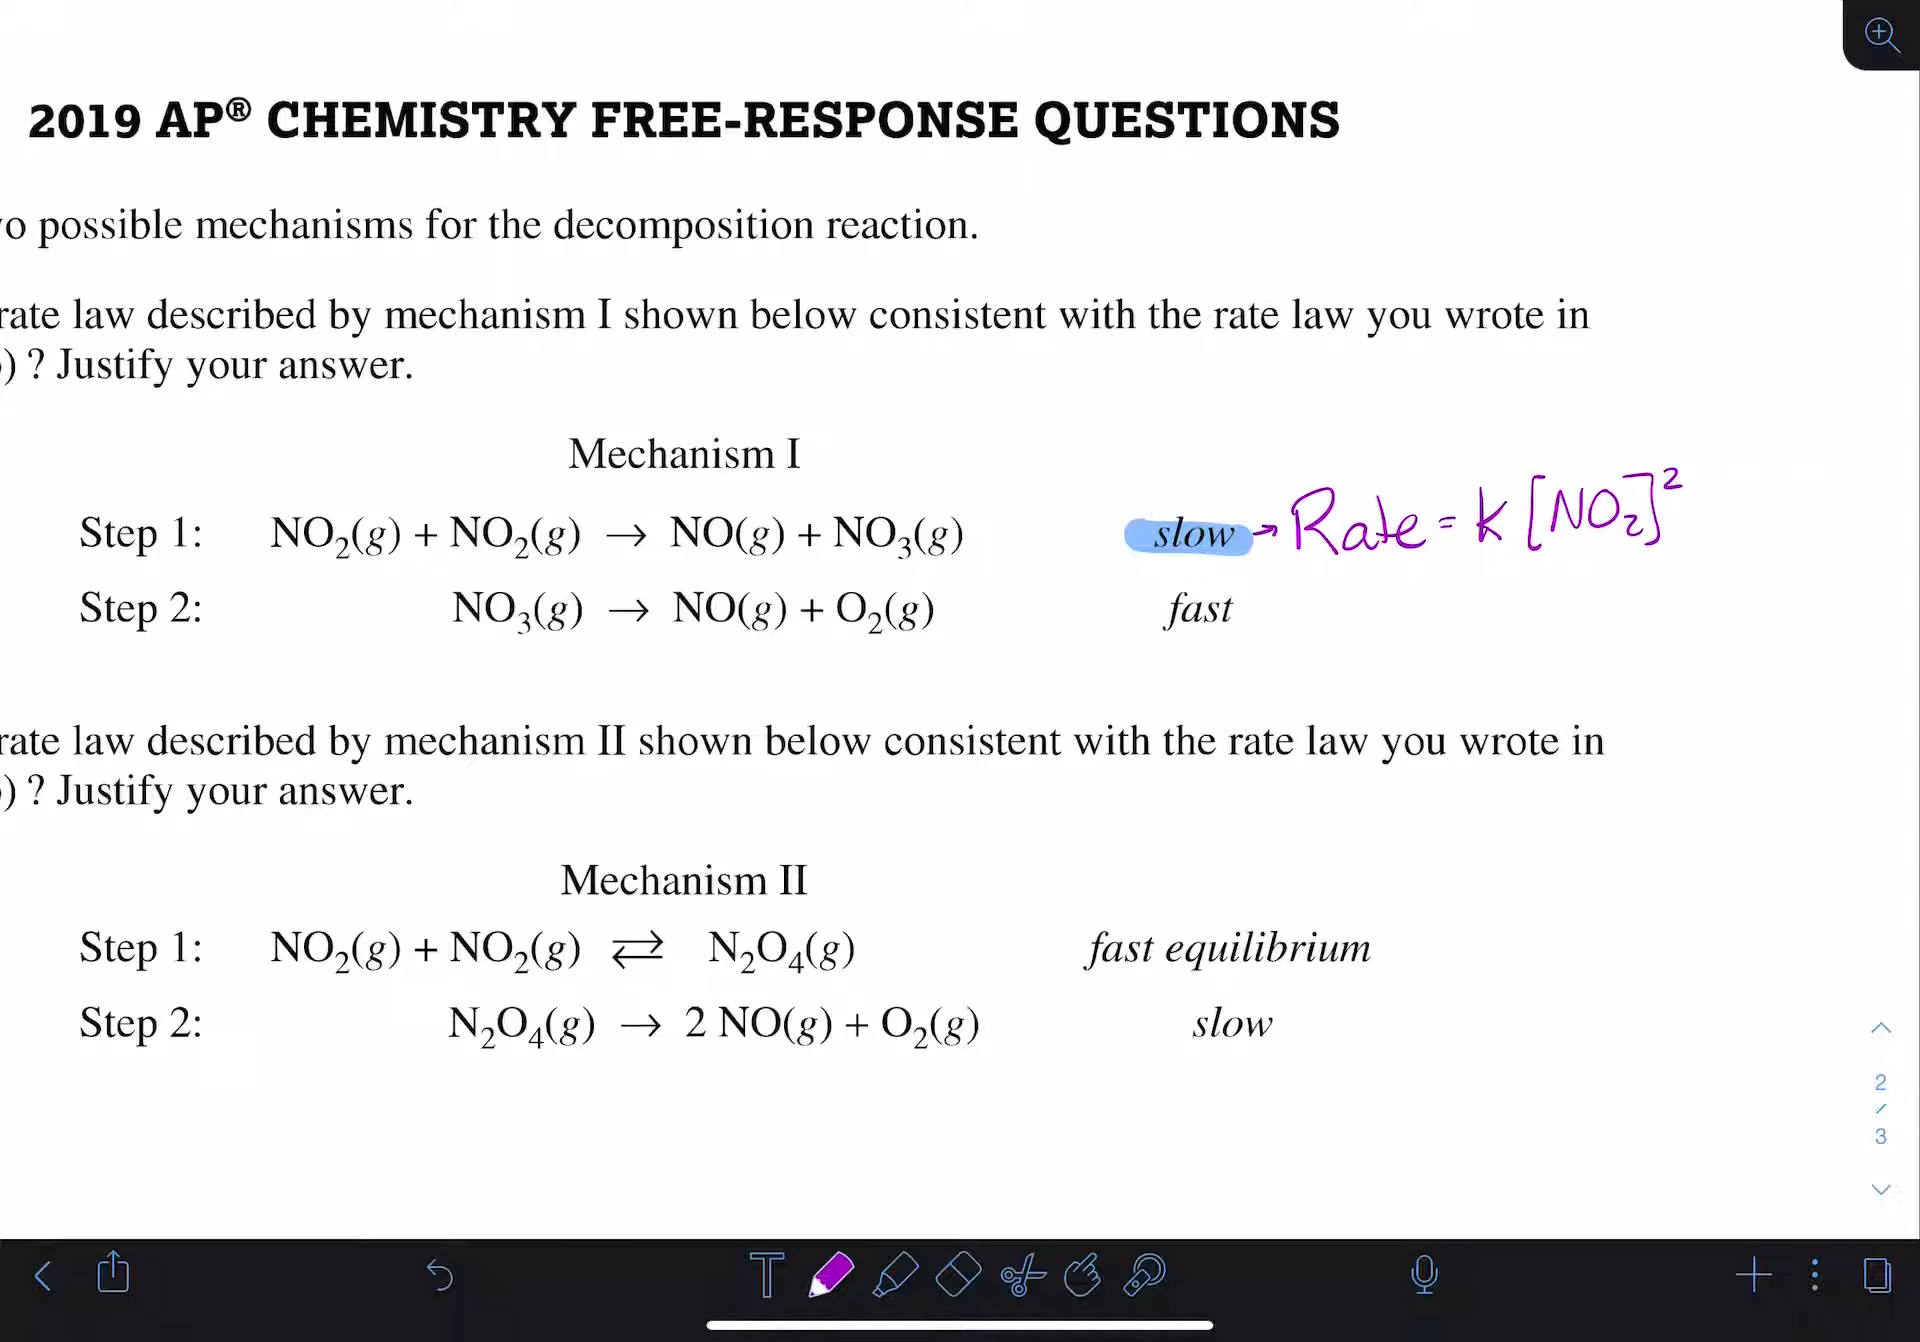 2019 AP® CHEMISTRY FREE-RESPONSE QUESTIONS
possible mechanisms for the decomposition reaction.
rate law described by mechanism I shown below consistent with the rate law you wrote in
) ? Justify your answer.
Mechanism I
Step 1: NO₂(g) + NO₂(g) → NO(g) + NO₃(g) slow → Rate = k [NO₂]²
Step 2: NO₃(g) → NO(g) + O₂(g) fast
rate law described by mechanism II shown below consistent with the rate law you wrote in
) ? Justify your answer.
Mechanism II
Step 1: NO₂(g) + NO₂(g) ⇄ N₂O₄(g) fast equilibrium
Step 2: N₂O₄(g) → 2 NO(g) + O₂(g) slow
2
/
3
T